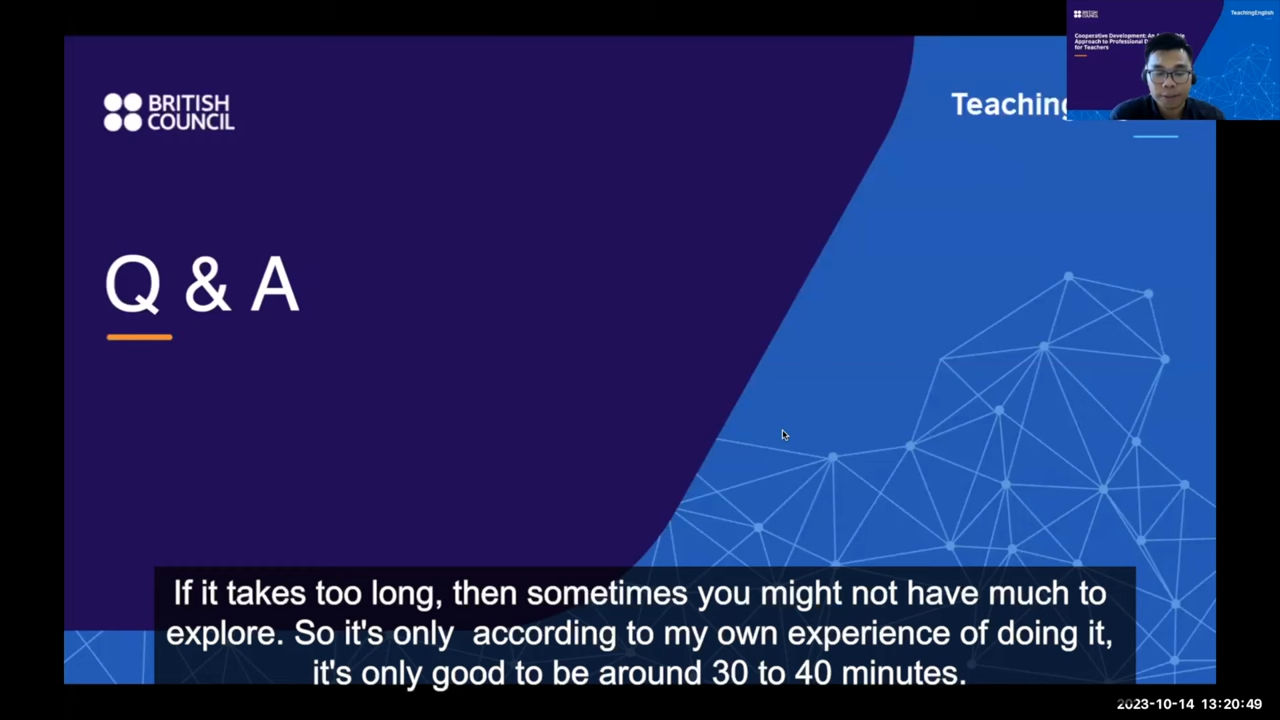 BRITISH
COUNCIL
Teaching
BRITISH
COUNCIL
TeachingEnglish
Cooperative Development: An
Approach to Professional
for Teachers
Q & A
If it takes too long, then sometimes you might not have much to
explore. So it's only  according to my own experience of doing it,
it's only good to be around 30 to 40 minutes.
2023-10-14 13:20:49